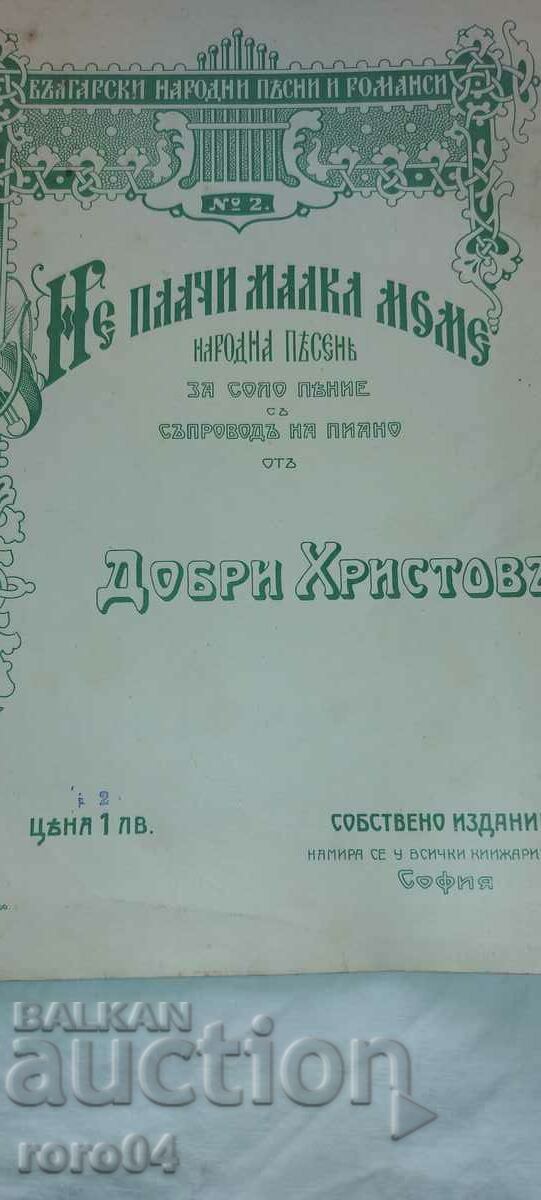 БЪЛГАРСКИ НАРОДНИ ПѢСНИ И РОМАНСИ
№ 2.
НЕ ПЛАЧИ МАЛКА МОМЕ
НАРОДНА ПѢСЕНЬ
ЗА СОЛО ПѢНИЕ
СЪ
СЪПРОВОДЪ НА ПИАНО
ОТЪ
ДОБРИ ХРИСТОВЪ
2
ЦѢНА 1 ЛВ.
СОБСТВЕНО ИЗДАНИ
НАМИРА СЕ У ВСИЧКИ КНИЖАРИ
СОФИЯ
BALKAN
auction
roro04